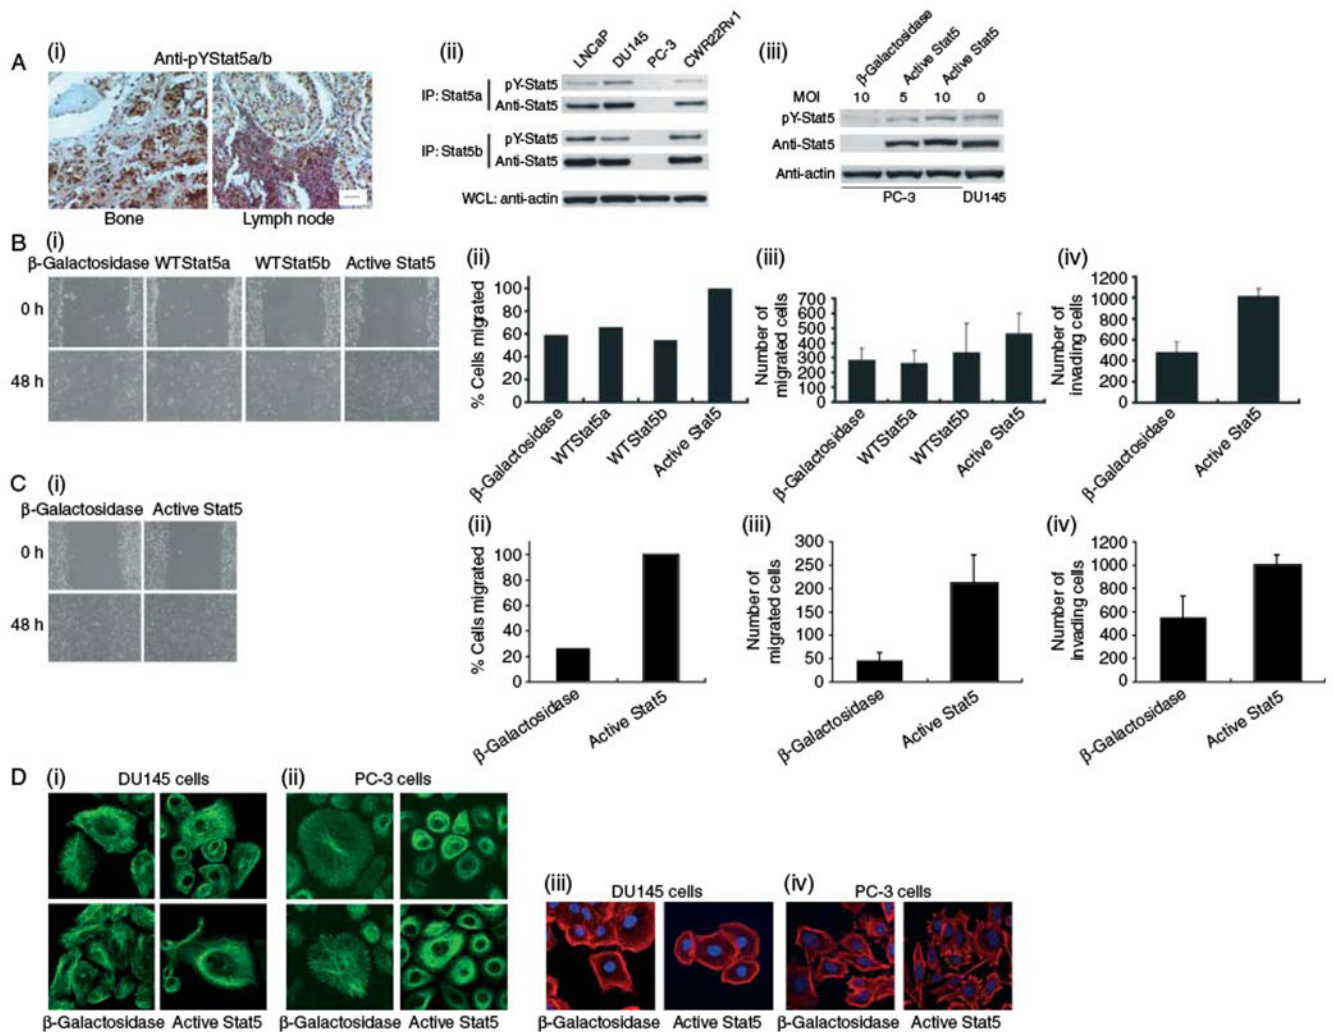 A (i)
Anti-pYStat5a/b
Bone Lymph node
(ii)
LNCaP DU145 PC-3 CWR22Rv1
IP: Stat5a
pY-Stat5
Anti-Stat5
IP: Stat5b
pY-Stat5
Anti-Stat5
WCL: anti-actin
(iii)
β-Galactosidase Active Stat5 Active Stat5
MOI 10 5 10 0
pY-Stat5
Anti-Stat5
Anti-actin
PC-3 DU145
B (i)
β-Galactosidase WTStat5a WTStat5b Active Stat5
0 h
48 h
(ii)
% Cells migrated
100
80
60
40
20
0
β-Galactosidase WTStat5a WTStat5b Active Stat5
(iii)
Number of
migrated cells
700
600
500
400
300
200
100
0
β-Galactosidase WTStat5a WTStat5b Active Stat5
(iv)
Number of
invading cells
1200
1000
800
600
400
200
0
β-Galactosidase Active Stat5
C (i)
β-Galactosidase Active Stat5
0 h
48 h
(ii)
% Cells migrated
100
80
60
40
20
0
β-Galactosidase Active Stat5
(iii)
Number of
migrated cells
300
250
200
150
100
50
0
β-Galactosidase Active Stat5
(iv)
Number of
invading cells
1200
1000
800
600
400
200
0
β-Galactosidase Active Stat5
D (i) DU145 cells
β-Galactosidase Active Stat5
(ii) PC-3 cells
β-Galactosidase Active Stat5
(iii) DU145 cells
β-Galactosidase Active Stat5
(iv) PC-3 cells
β-Galactosidase Active Stat5